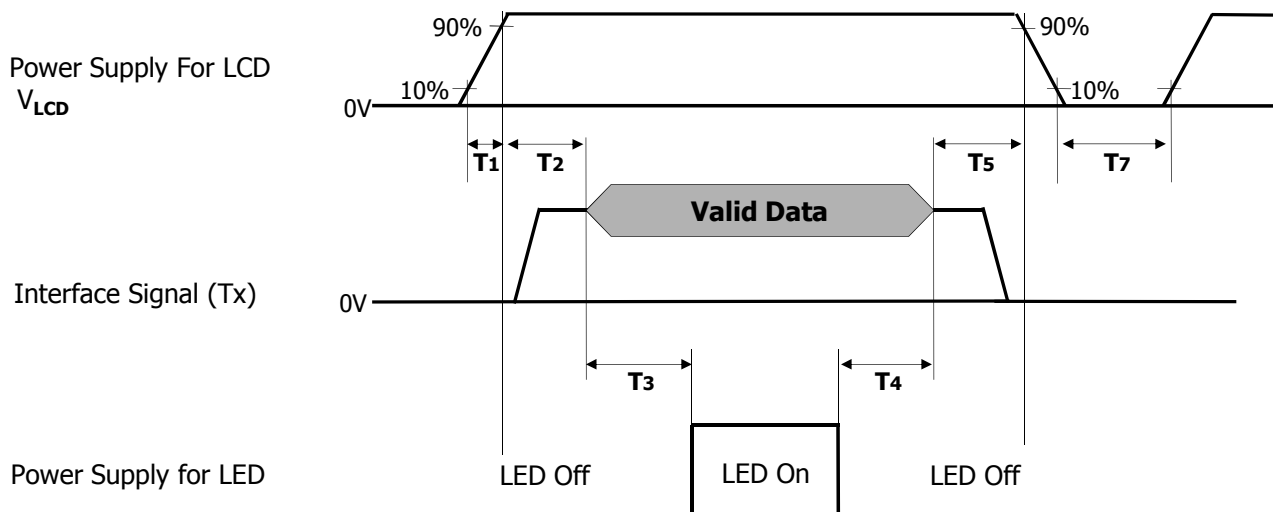 90%
90%
Power Supply For LCD
VLCD
10%
10%
0V
T1
T2
T5
T7
Valid Data
Interface Signal (Tx)
0V
T3
T4
Power Supply for LED
LED Off
LED On
LED Off